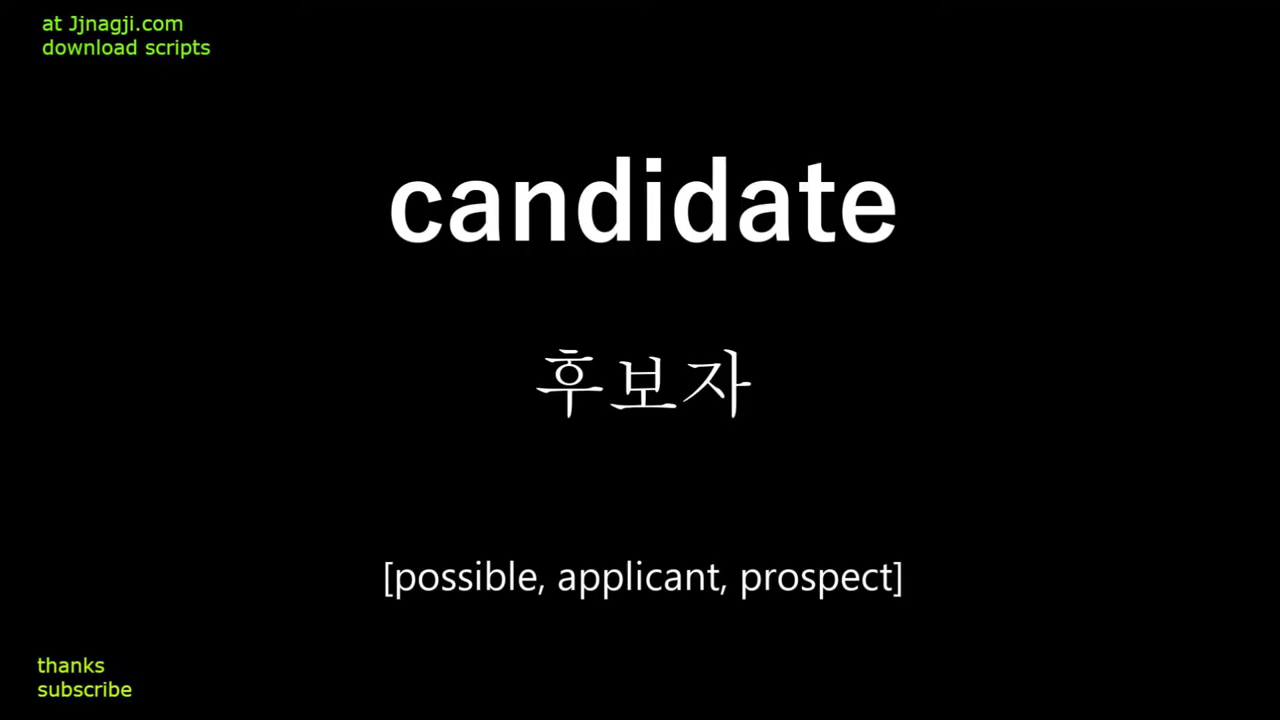 at Jjnagji.com
download scripts
candidate
후보자
[possible, applicant, prospect]
thanks
subscribe